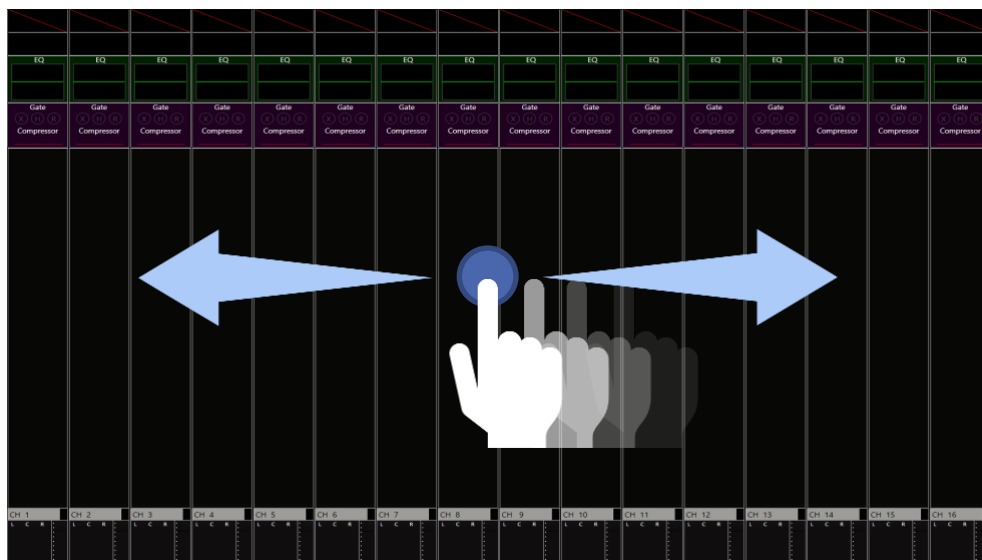 EQ EQ EQ EQ EQ EQ EQ EQ EQ EQ EQ EQ EQ EQ EQ EQ
Gate Gate Gate Gate Gate Gate Gate Gate Gate Gate Gate Gate Gate Gate Gate Gate
X H R X H R X H R X H R X H R X H R X H R X H R X H R X H R X H R X H R X H R X H R X H R X H R
Compressor Compressor Compressor Compressor Compressor Compressor Compressor Compressor Compressor Compressor Compressor Compressor Compressor Compressor Compressor Compressor
CH 1 CH 2 CH 3 CH 4 CH 5 CH 6 CH 7 CH 8 CH 9 CH 10 CH 11 CH 12 CH 13 CH 14 CH 15 CH 16
L C R L C R L C R L C R L C R L C R L C R L C R L C R L C R L C R L C R L C R L C R L C R L C R